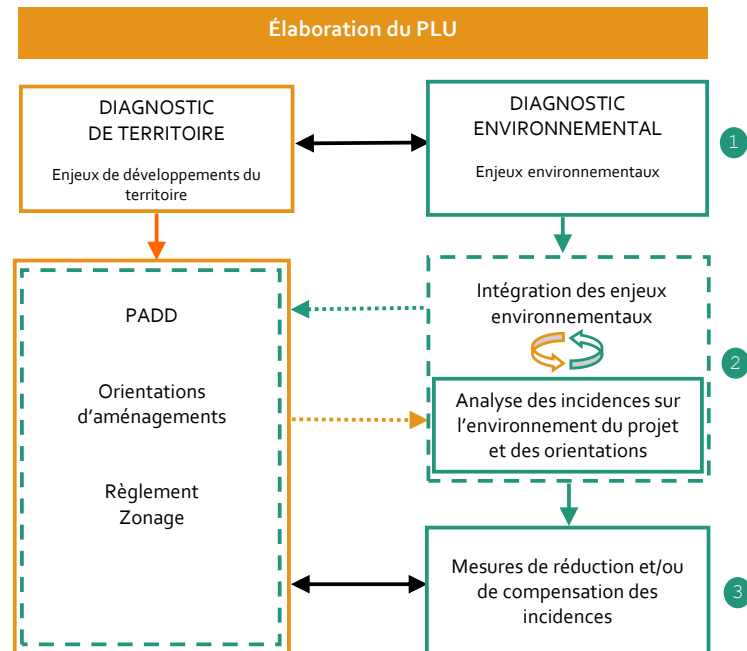 Élaboration du PLU
DIAGNOSTIC
DE TERRITOIRE
Enjeux de développements du
territoire
DIAGNOSTIC
ENVIRONNEMENTAL
Enjeux environnementaux
1
PADD
Orientations
d'aménagements
Règlement
Zonage
Intégration des enjeux
environnementaux
Analyse des incidences sur
l'environnement du projet
et des orientations
2
Mesures de réduction et/ou
de compensation des
incidences
3